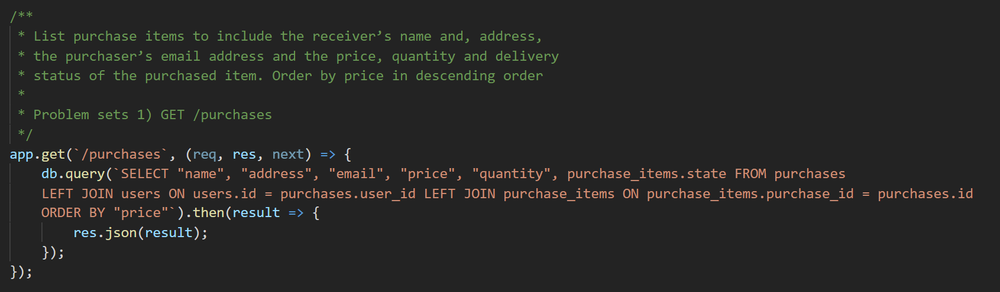 /**
* List purchase items to include the receiver’s name and, address,
* the purchaser’s email address and the price, quantity and delivery
* status of the purchased item. Order by price in descending order
*
* Problem sets 1) GET /purchases
*/
app.get(`/purchases`, (req, res, next) => {
db.query(`SELECT "name", "address", "email", "price", "quantity", purchase_items.state FROM purchases
LEFT JOIN users ON users.id = purchases.user_id LEFT JOIN purchase_items ON purchase_items.purchase_id = purchases.id
ORDER BY "price"`).then(result => {
res.json(result);
});
});